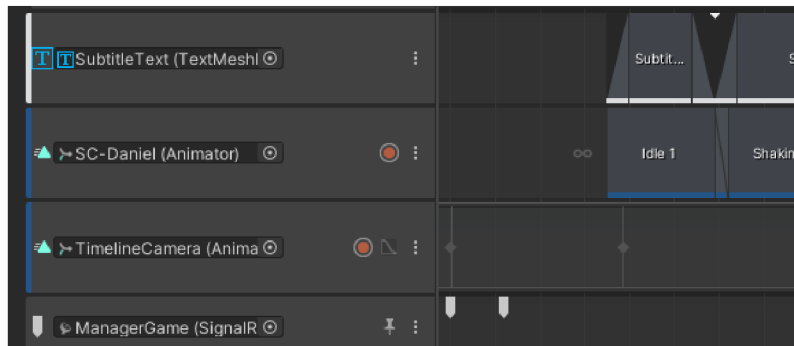 SubtitleText (TextMeshI
Subtit...
S
SC-Daniel (Animator)
Idle 1
Shakin
TimelineCamera (Anima
ManagerGame (SignalR